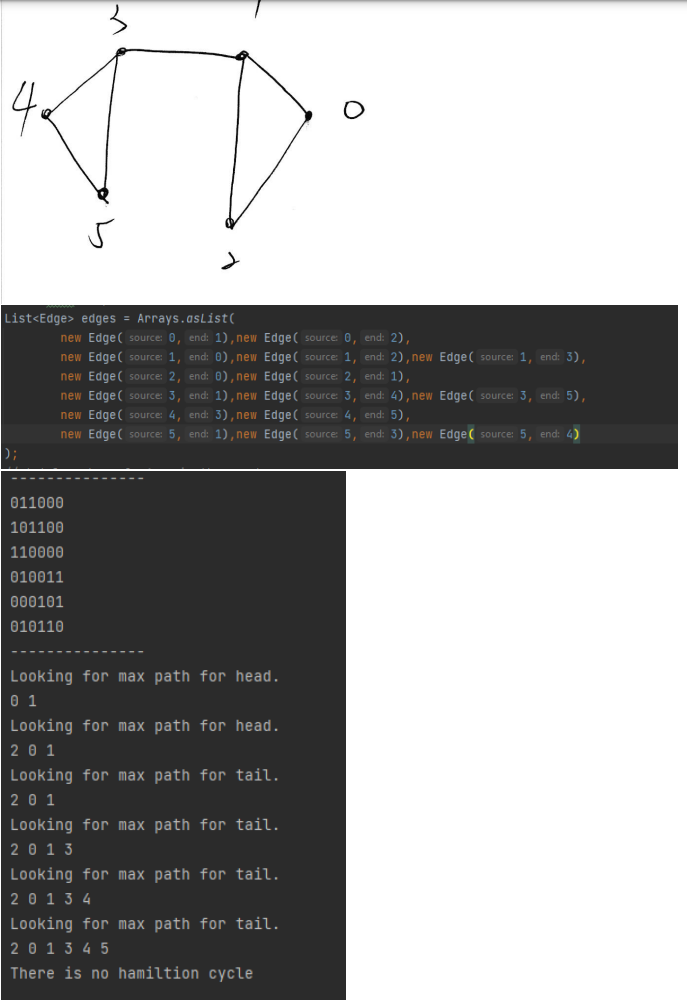 3
4
0
5
2
List<Edge> edges = Arrays.asList(
new Edge( source: 0, end: 1),new Edge( source: 0, end: 2),
new Edge( source: 1, end: 0),new Edge( source: 1, end: 2),new Edge( source: 1, end: 3),
new Edge( source: 2, end: 0),new Edge( source: 2, end: 1),
new Edge( source: 3, end: 1),new Edge( source: 3, end: 4),new Edge( source: 3, end: 5),
new Edge( source: 4, end: 3),new Edge( source: 4, end: 5),
new Edge( source: 5, end: 1),new Edge( source: 5, end: 3),new Edge( source: 5, end: 4)
);
---------------
011000
101100
110000
010011
000101
010110
---------------
Looking for max path for head.
0 1
Looking for max path for head.
2 0 1
Looking for max path for tail.
2 0 1
Looking for max path for tail.
2 0 1 3
Looking for max path for tail.
2 0 1 3 4
Looking for max path for tail.
2 0 1 3 4 5
There is no hamiltion cycle